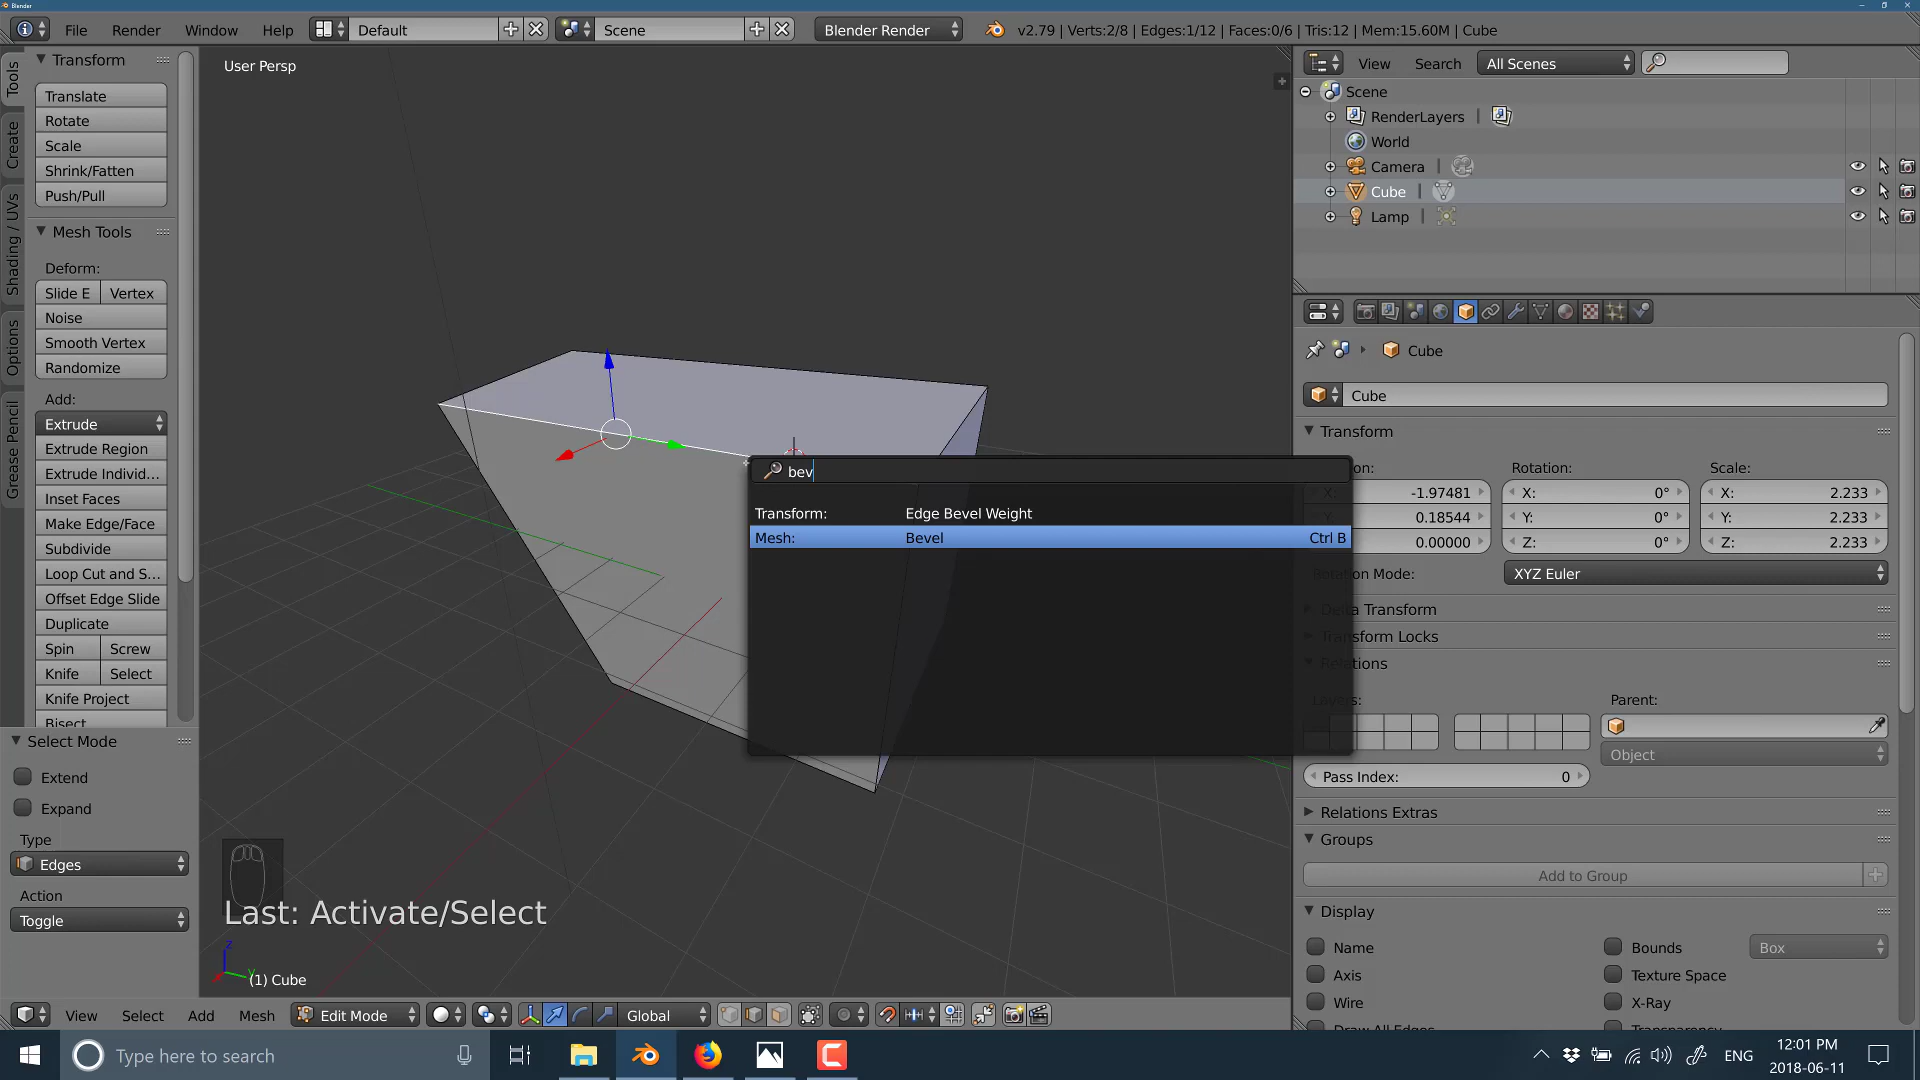 Blender
File
Render
Window
Help
Default
Scene
Blender Render
v2.79 | Verts:2/8 | Edges:1/12 | Faces:0/6 | Tris:12 | Mem:15.60M | Cube
Tools
Create
Shading / UVs
Options
Grease Pencil
Transform
Translate
Rotate
Scale
Shrink/Fatten
Push/Pull
Mesh Tools
Deform:
Slide E
Vertex
Noise
Smooth Vertex
Randomize
Add:
Extrude
Extrude Region
Extrude Individ...
Inset Faces
Make Edge/Face
Subdivide
Loop Cut and S...
Offset Edge Slide
Duplicate
Spin
Screw
Knife
Select
Knife Project
Bisect
Select Mode
Extend
Expand
Type
Edges
Action
Toggle
User Persp
bev
Transform:
Edge Bevel Weight
Mesh:
Bevel
Ctrl B
Last: Activate/Select
z
y
(1) Cube
View
Select
Add
Mesh
Edit Mode
Global
View
Search
All Scenes
Scene
RenderLayers
World
Camera
Cube
Lamp
Cube
Cube
Transform
on:
Rotation:
Scale:
-1.97481
X:
0°
X:
2.233
0.18544
Y:
0°
Y:
2.233
0.00000
Z:
0°
Z:
2.233
Rotation Mode:
XYZ Euler
Delta Transform
Transform Locks
Relations
Layers:
Parent:
Object
Pass Index:
0
Relations Extras
Groups
Add to Group
Display
Name
Bounds
Box
Axis
Texture Space
Wire
X-Ray
Draw All Edges
Transparency
Type here to search
ENG
12:01 PM
2018-06-11